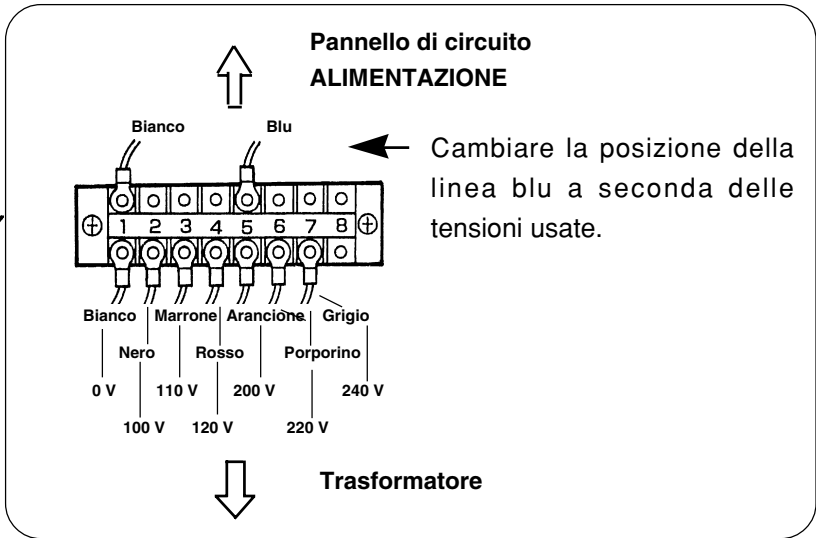 Pannello di circuito
ALIMENTAZIONE
Bianco Blu
Cambiare la posizione della
linea blu a seconda delle
tensioni usate.
1 2 3 4 5 6 7 8
Bianco Marrone Arancione Grigio
Nero Rosso Porporino
0 V 110 V 200 V 240 V
100 V 120 V 220 V
Trasformatore